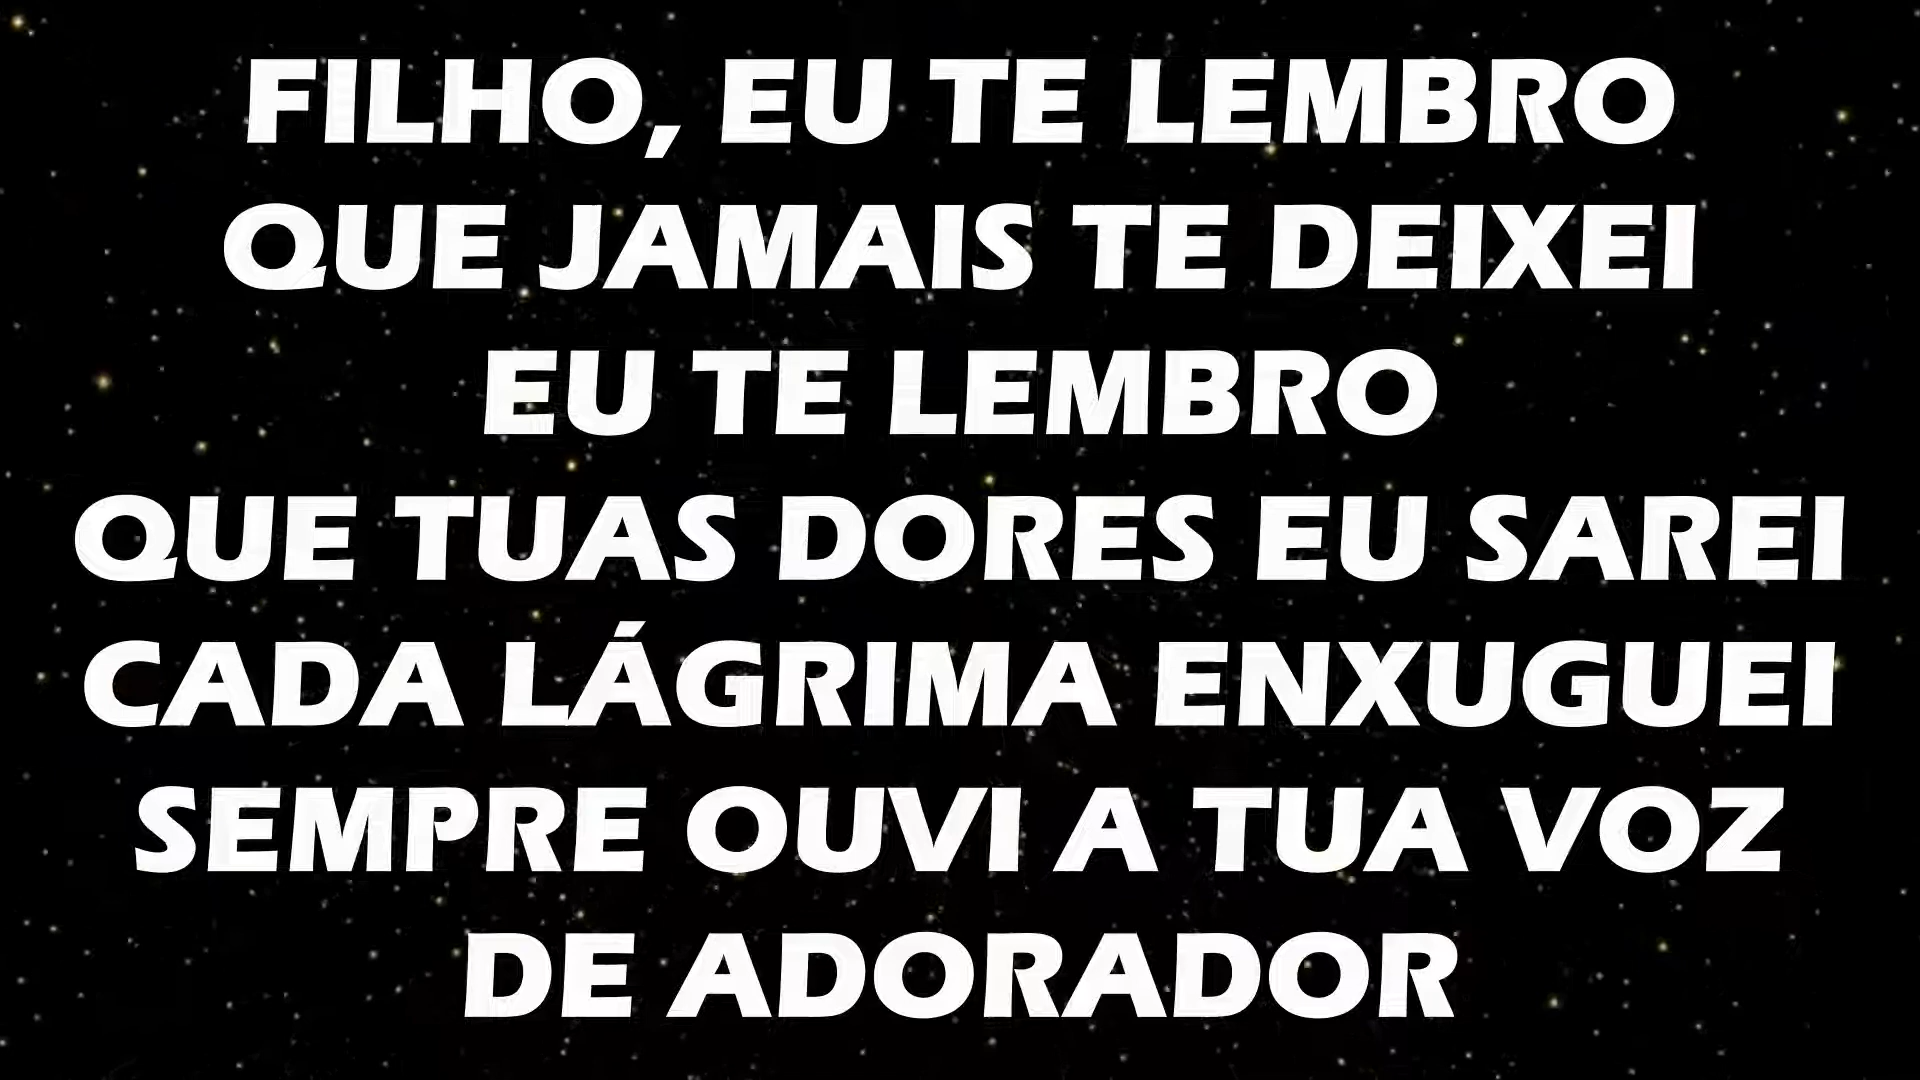 FILHO, EU TE LEMBRO
QUE JAMAIS TE DEIXEI
EU TE LEMBRO
QUE TUAS DORES EU SAREI
CADA LÁGRIMA ENXUGUEI
SEMPRE OUVI A TUA VOZ
DE ADORADOR